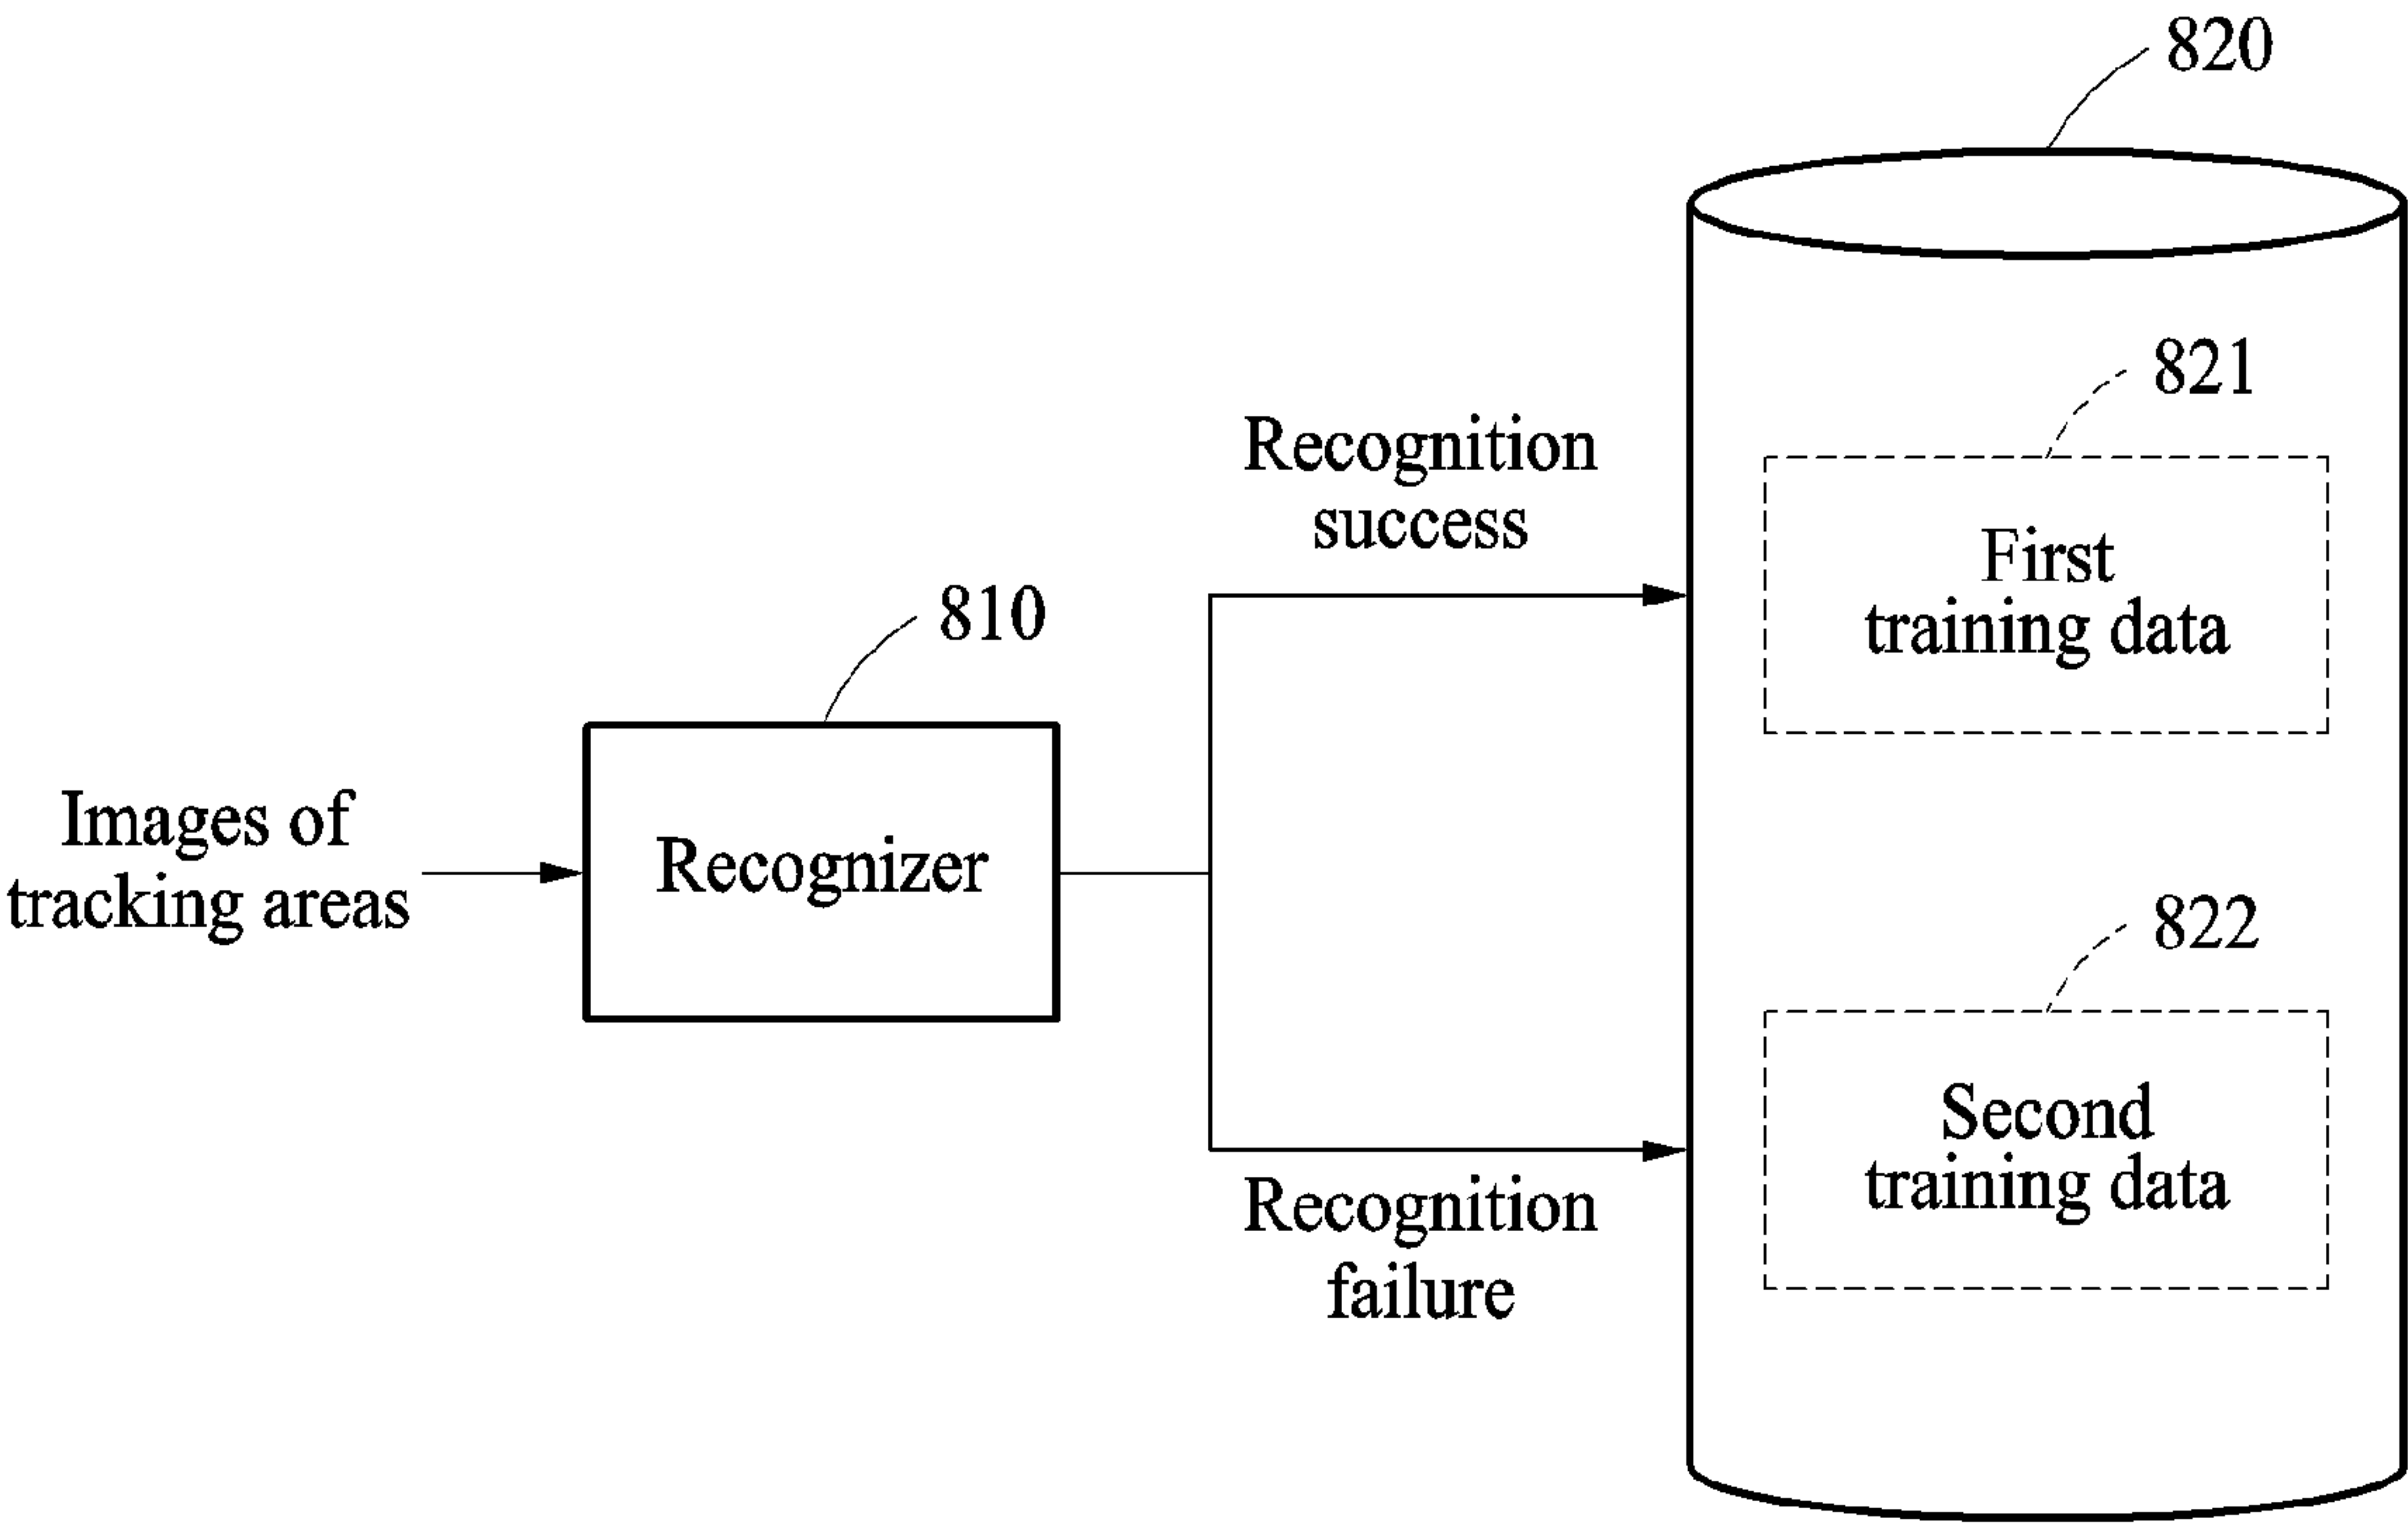 820
821
Recognition
success
First
training data
810
Images of
tracking areas
Recognizer
822
Second
training data
Recognition
failure